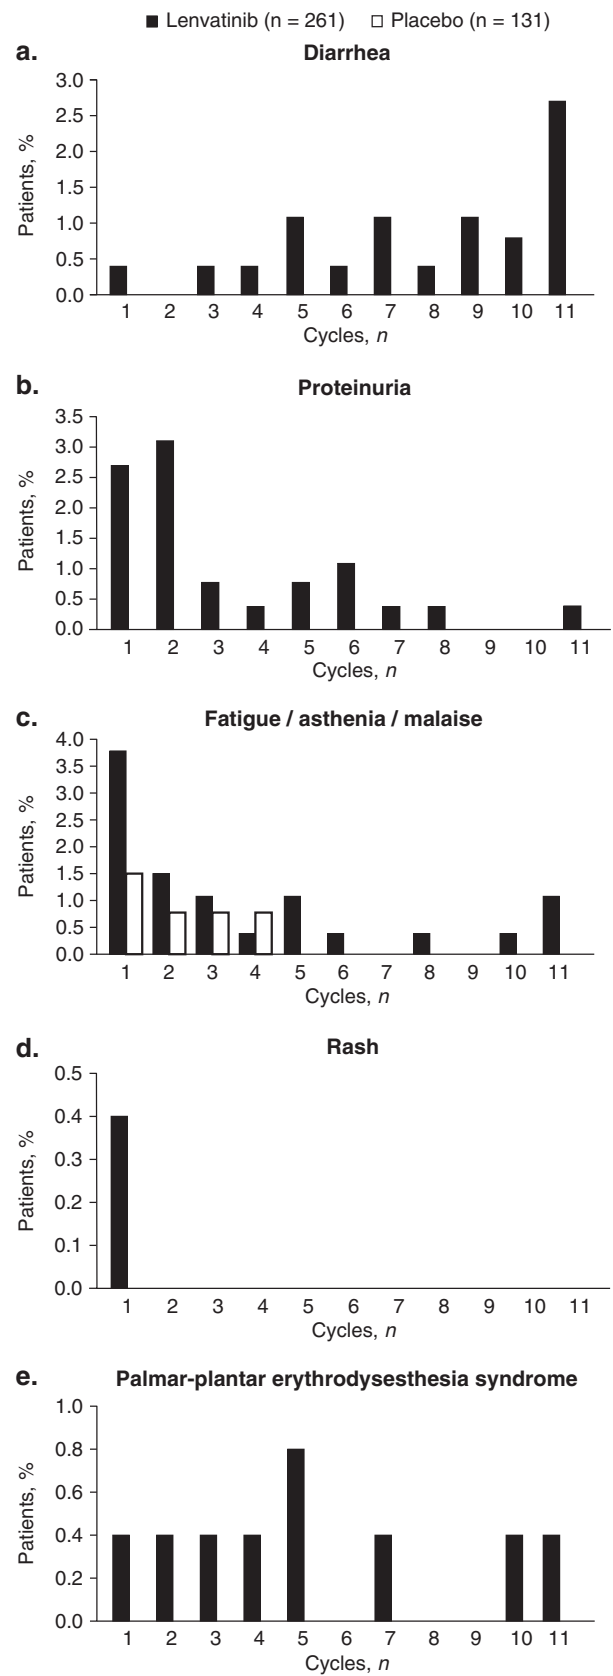 ■ Lenvatinib (n = 261) □ Placebo (n = 131)
a. Diarrhea
3.0
2.5
2.0
1.5
1.0
0.5
0.0
Patients, %
1 2 3 4 5 6 7 8 9 10 11
Cycles, n
b. Proteinuria
3.5
3.0
2.5
2.0
1.5
1.0
0.5
0.0
Patients, %
1 2 3 4 5 6 7 8 9 10 11
Cycles, n
c. Fatigue / asthenia / malaise
4.0
3.5
3.0
2.5
2.0
1.5
1.0
0.5
0.0
Patients, %
1 2 3 4 5 6 7 8 9 10 11
Cycles, n
d. Rash
0.5
0.4
0.3
0.2
0.1
0.0
Patients, %
1 2 3 4 5 6 7 8 9 10 11
Cycles, n
e. Palmar-plantar erythrodysesthesia syndrome
1.0
0.8
0.6
0.4
0.2
0.0
Patients, %
1 2 3 4 5 6 7 8 9 10 11
Cycles, n